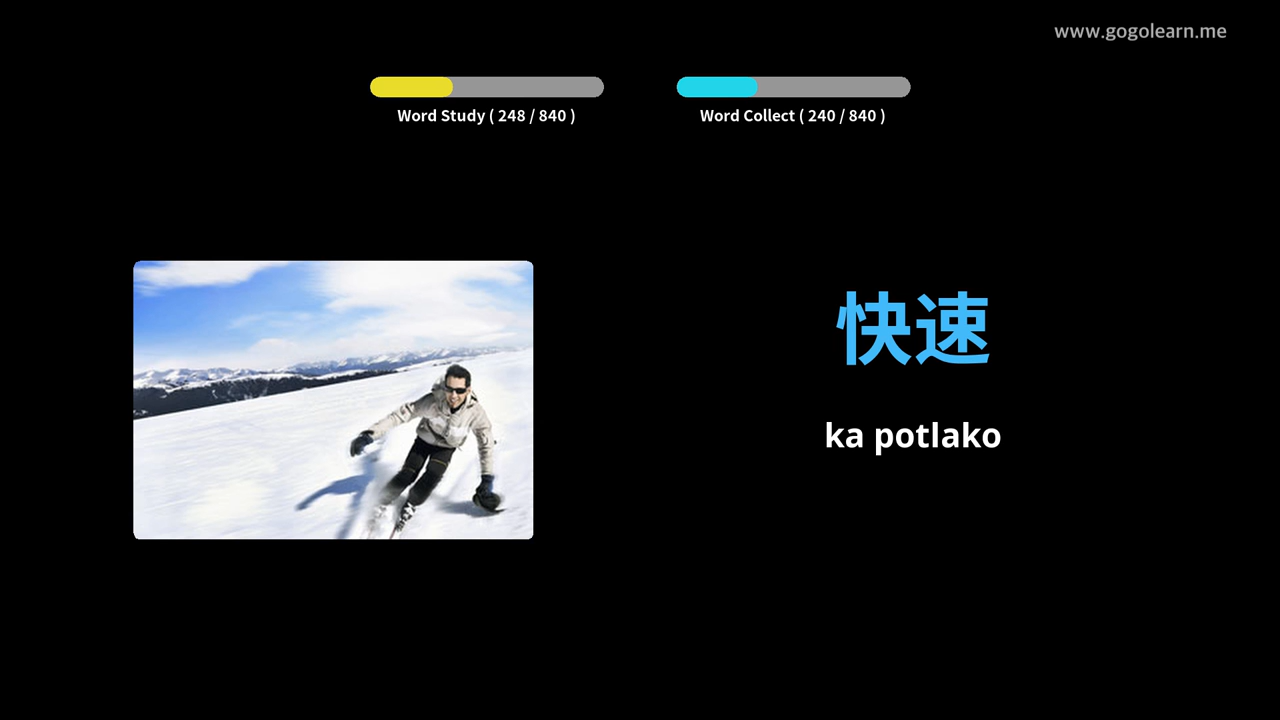 www.gogolearn.me
Word Study ( 248 / 840 )
Word Collect ( 240 / 840 )
快速
ka potlako